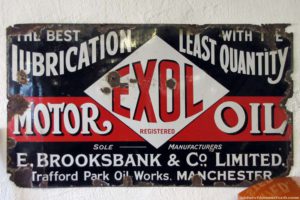 THE BEST WITH THE
LUBRICATION LEAST QUANTITY
EXOL
MOTOR OIL
REGISTERED
SOLE MANUFACTURERS
E. BROOKSBANK & Co LIMITED.
Trafford Park Oil Works, MANCHESTER